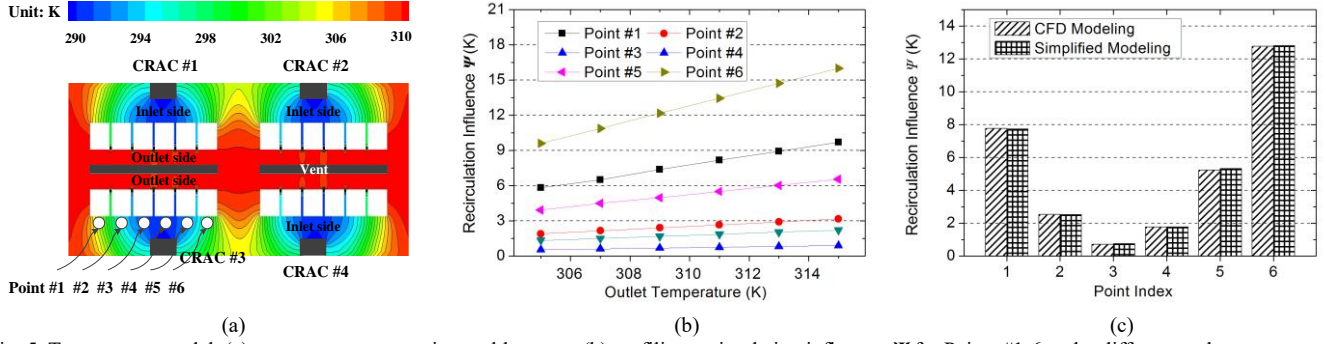 Unit: K
290 294 298 302 306 310
CRAC #1 CRAC #2
Inlet side Inlet side
Outlet side
Vent
Outlet side
Inlet side
CRAC #3
CRAC #4
Point #1 #2 #3 #4 #5 #6
(a)
Recirculation Influence Ψ (K)
21
18
15
12
9
6
3
0
Point #1 Point #2
Point #3 Point #4
Point #5 Point #6
306 308 310 312 314
Outlet Temperature (K)
(b)
Recirculation Influence Ψ (K)
14
12
10
8
6
4
2
0
CFD Modeling
Simplified Modeling
1 2 3 4 5 6
Point Index
(c)